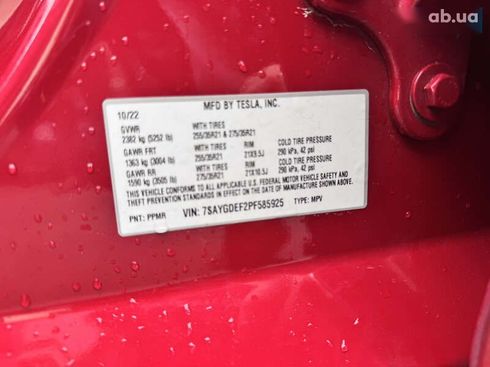 ab.ua
MFD BY TESLA, INC.
10/22
GVWR
2382 kg (5252 lb)
WITH TIRES
255/35R21 & 275/35R21
GAWR FRT
1363 kg (3004 lb)
WITH TIRES
255/35R21
RIM
21X9.5J
COLD TIRE PRESSURE
290 kPa, 42 psi
GAWR RR
1590 kg (3505 lb)
WITH TIRES
275/35R21
RIM
21X10.5J
COLD TIRE PRESSURE
290 kPa, 42 psi
THIS VEHICLE CONFORMS TO ALL APPLICABLE U.S. FEDERAL MOTOR VEHICLE SAFETY AND
THEFT PREVENTION STANDARDS IN EFFECT ON THE DATE OF MANUFACTURE SHOWN ABOVE.
PNT: PPMR
VIN: 7SAYGDEF2PF585925
TYPE: MPV